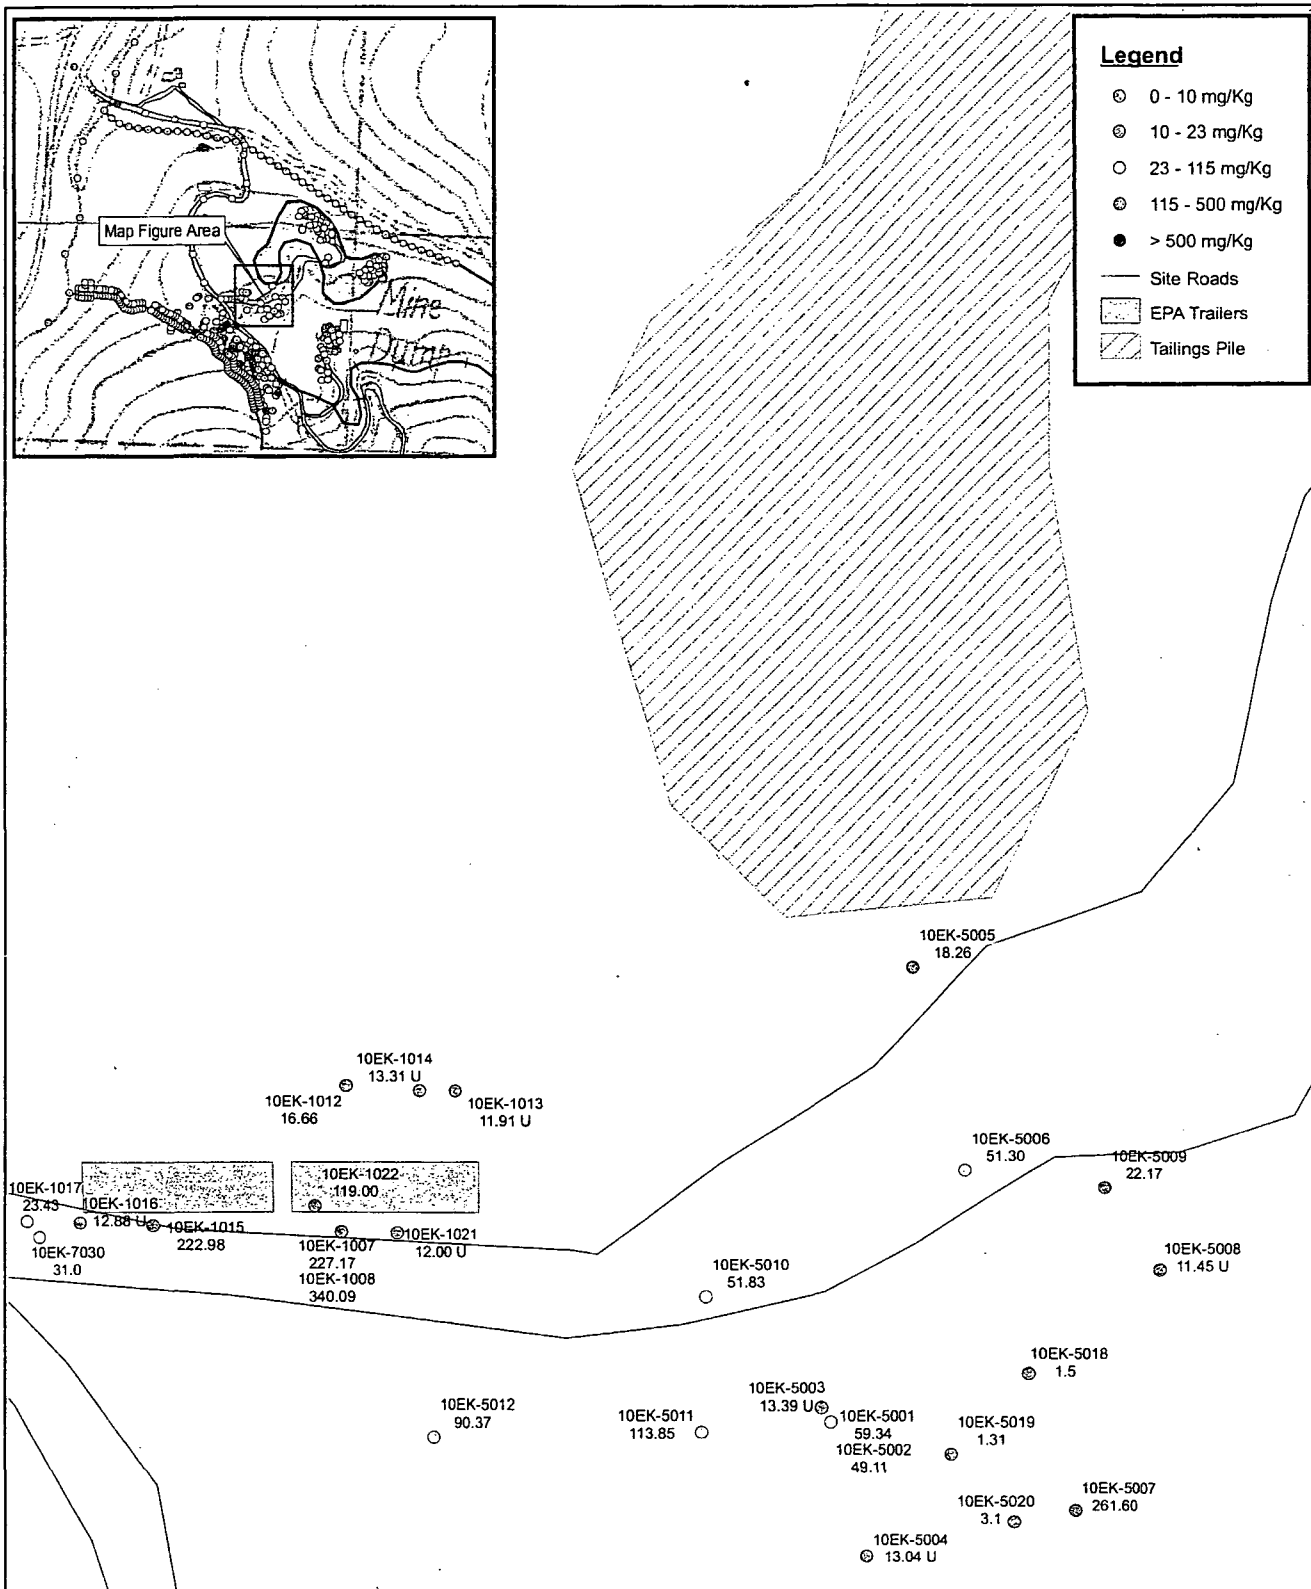 Legend
0 - 10 mg/Kg
10 - 23 mg/Kg
23 - 115 mg/Kg
115 - 500 mg/Kg
> 500 mg/Kg
Site Roads
EPA Trailers
Tailings Pile
Map Figure Area
Mine
Dump
10EK-5005
18.26
10EK-1014
13.31 U
10EK-1012
16.66
10EK-1013
11.91 U
10EK-5006
51.30
10EK-5009
22.17
10EK-1022
119.00
10EK-1017
23.43
10EK-1016
12.88 U
10EK-1015
222.98
10EK-1021
12.00 U
10EK-1007
227.17
10EK-1008
340.09
10EK-7030
31.0
10EK-5010
51.83
10EK-5008
11.45 U
10EK-5018
1.5
10EK-5003
13.39 U
10EK-5012
90.37
10EK-5011
113.85
10EK-5001
59.34
10EK-5002
49.11
10EK-5019
1.31
10EK-5007
261.60
10EK-5020
3.1
10EK-5004
13.04 U